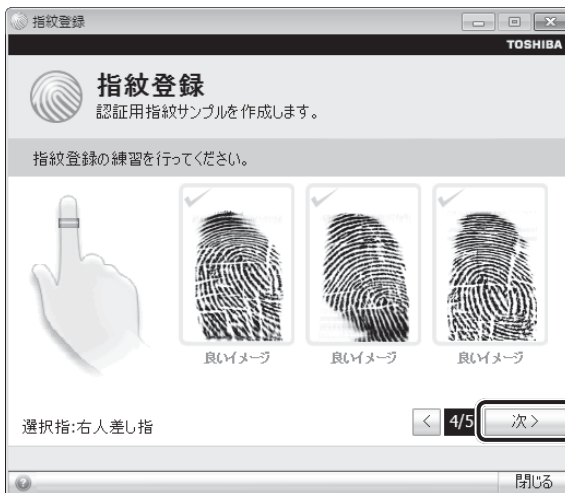 指紋登録
TOSHIBA
指紋登録
認証用指紋サンプルを作成します。
指紋登録の練習を行ってください。
良いイメージ
良いイメージ
良いイメージ
選択指:右人差し指
< 4/5 次>
閉じる